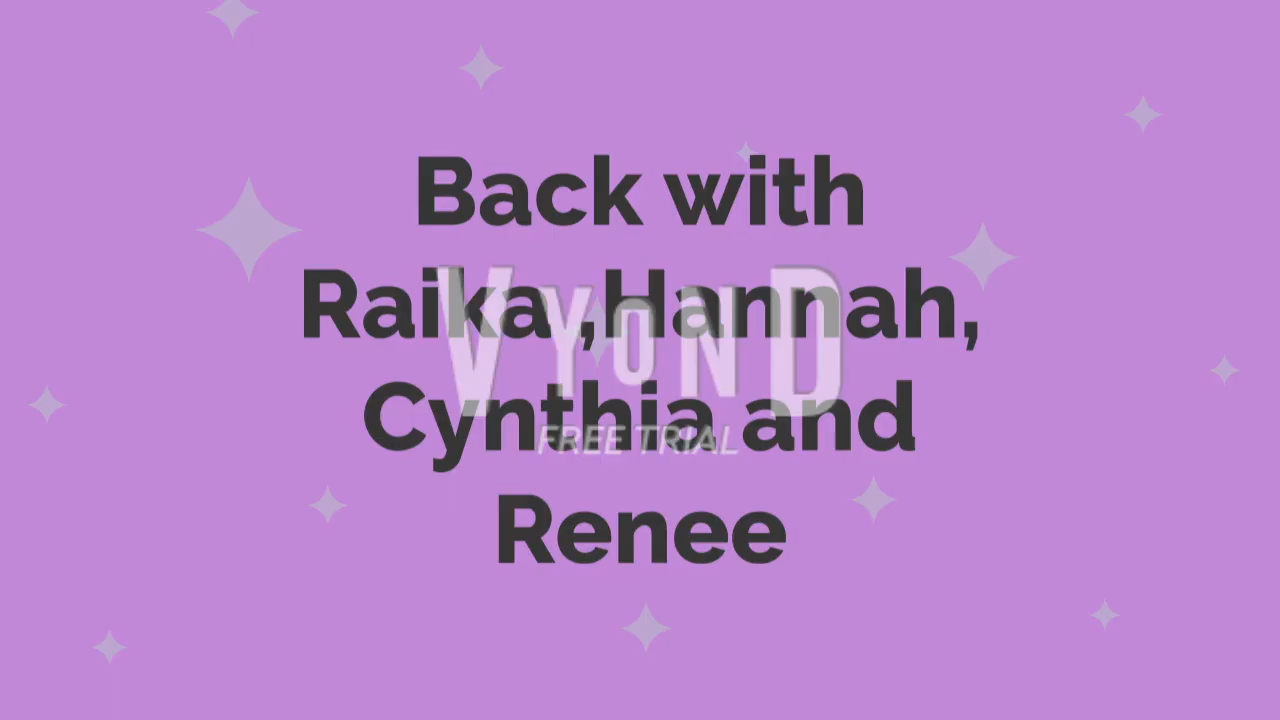 Back with
Raika ,Hannah,
Cynthia and
Renee
VYOND
FREE TRIAL